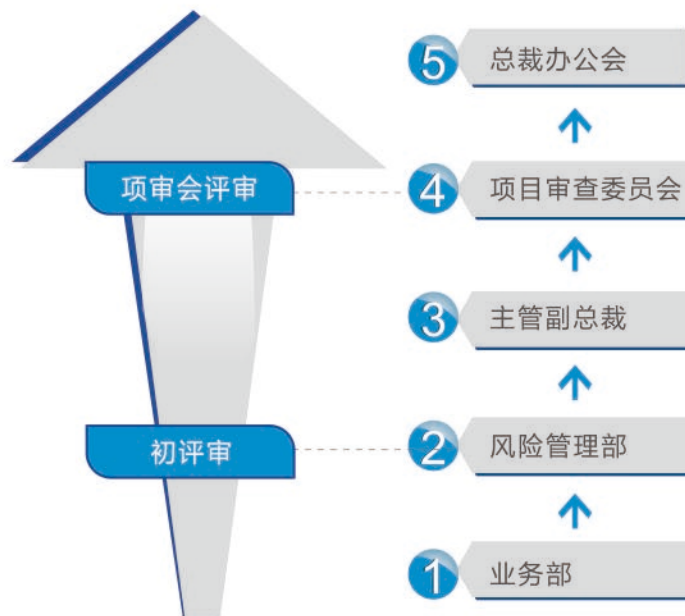 5 总裁办公会
项审会评审
4 项目审查委员会
3 主管副总裁
初评审
2 风险管理部
1 业务部